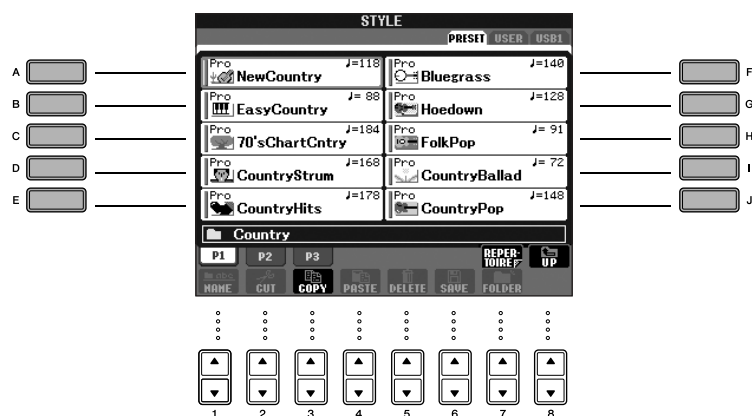 STYLE
PRESET USER USB1
A Pro ♩=118 NewCountry Pro ♩=140 Bluegrass F
B Pro ♩= 88 EasyCountry Pro ♩=128 Hoedown G
C Pro ♩=184 70'sChartCntry Pro ♩= 91 FolkPop H
D Pro ♩=168 CountryStrum Pro ♩= 72 CountryBallad I
E Pro ♩=178 CountryHits Pro ♩=148 CountryPop J
Country
P1 P2 P3 REPER-TOIRE UP
NAME CUT COPY PASTE DELETE SAVE FOLDER
1 2 3 4 5 6 7 8